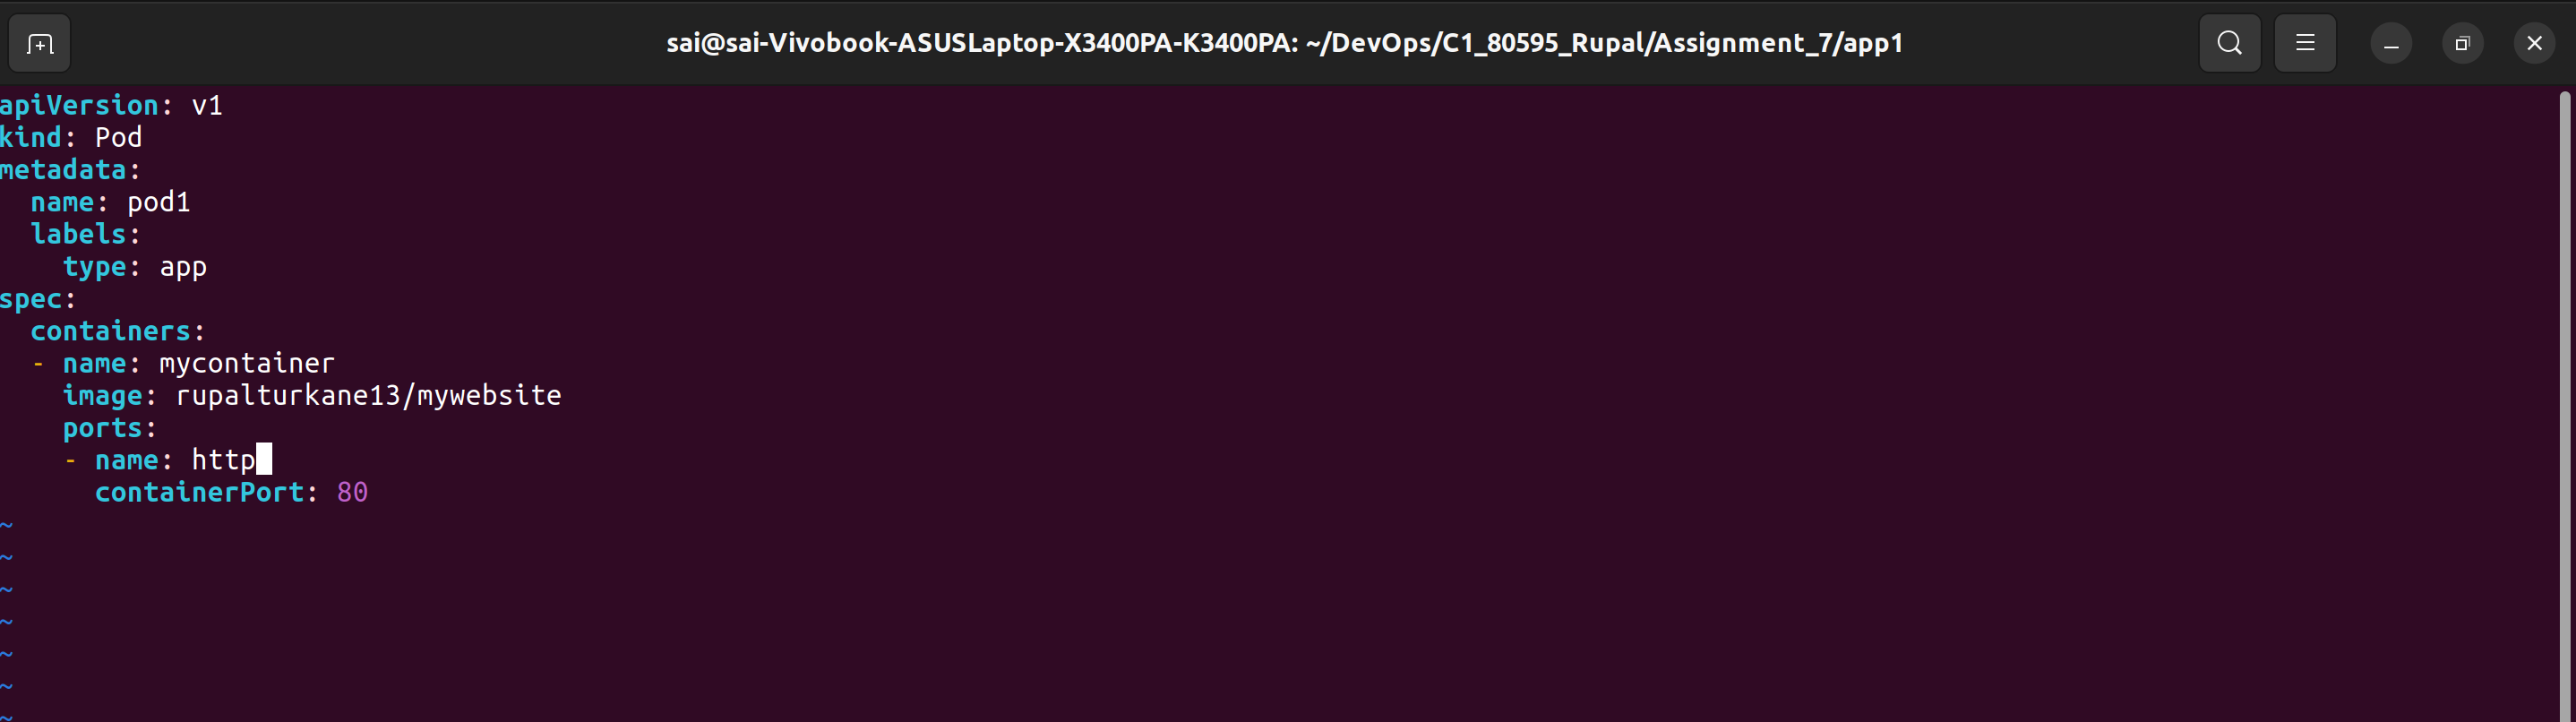 sai@sai-Vivobook-ASUSLaptop-X3400PA-K3400PA: ~/DevOps/C1_80595_Rupal/Assignment_7/app1
apiVersion: v1
kind: Pod
metadata:
  name: pod1
  labels:
    type: app
spec:
  containers:
  - name: mycontainer
    image: rupalturkane13/mywebsite
    ports:
    - name: http
      containerPort: 80
~
~
~
~
~
~
~